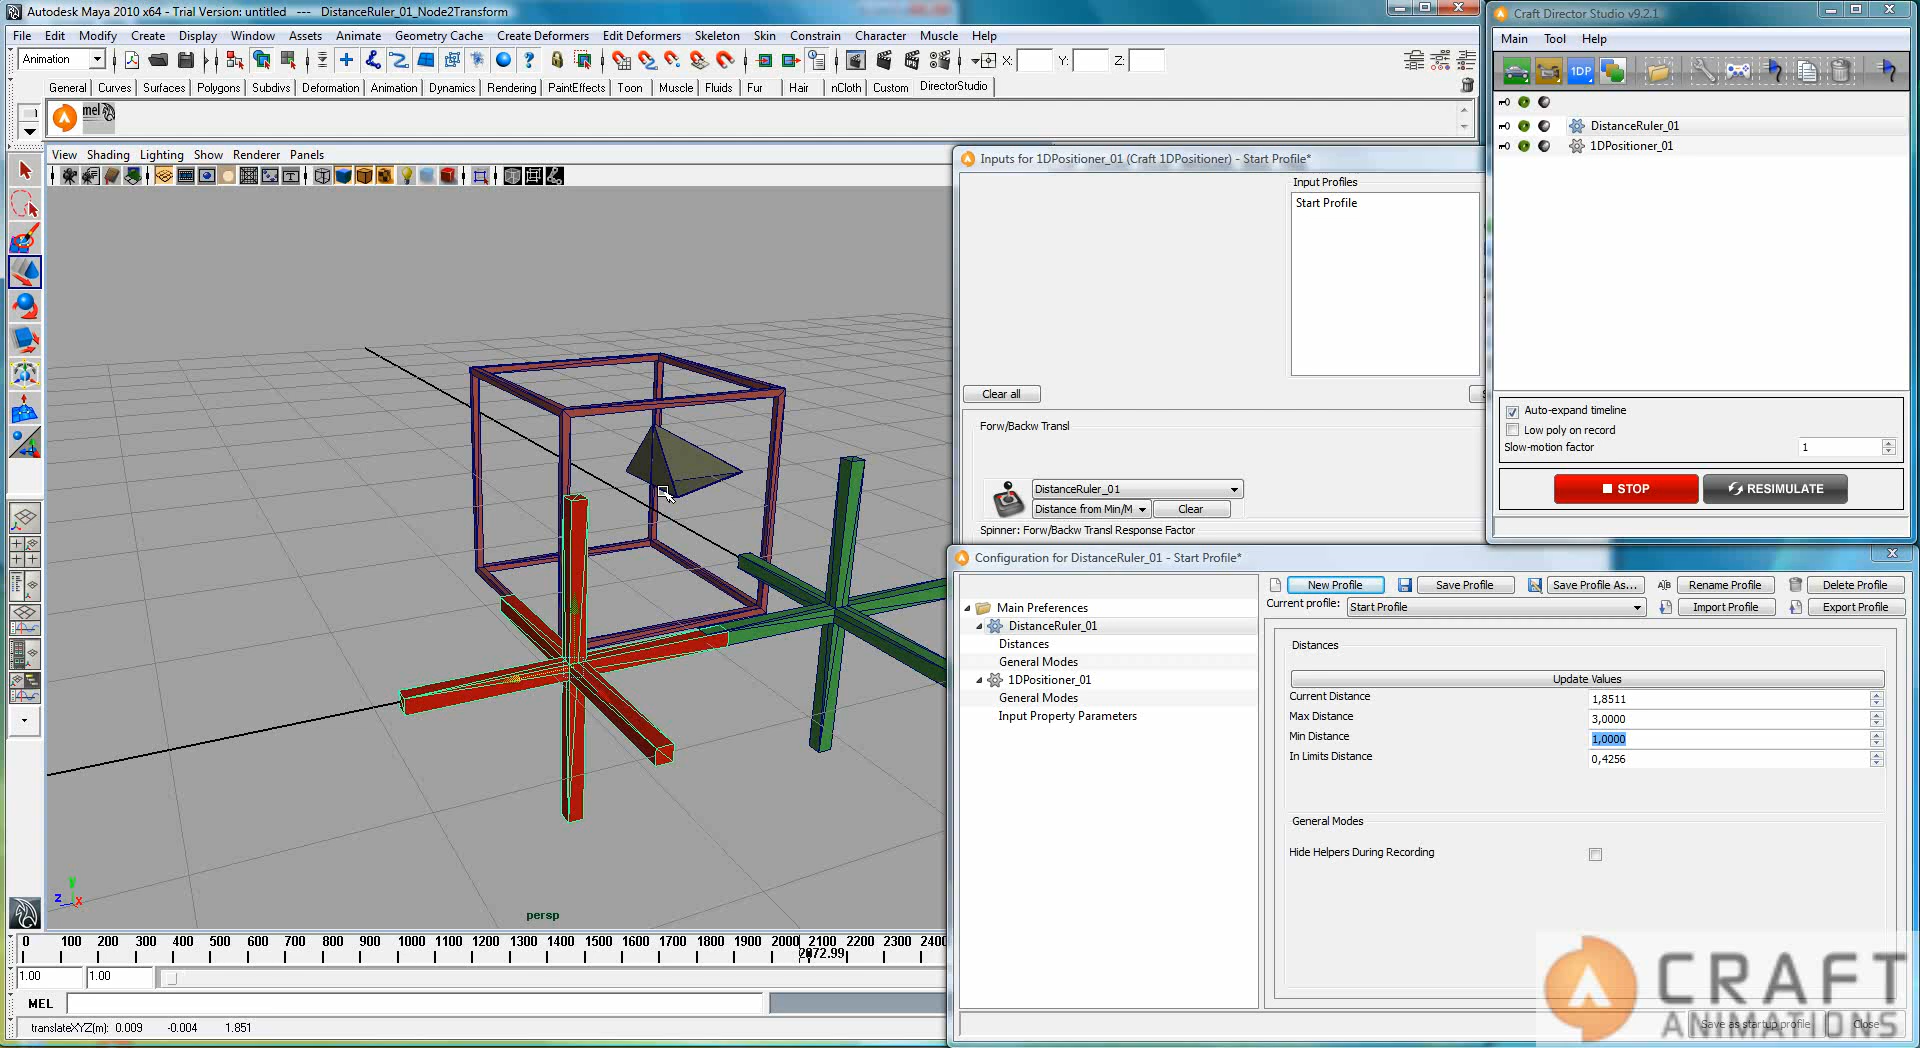 Autodesk Maya 2010 x64 - Trial Version: untitled   ---   DistanceRuler_01_Node2Transform
File Edit Modify Create Display Window Assets Animate Geometry Cache Create Deformers Edit Deformers Skeleton Skin Constrain Character Muscle Help
Animation
X: Y: Z:
General Curves Surfaces Polygons Subdivs Deformation Animation Dynamics Rendering PaintEffects Toon Muscle Fluids Fur Hair nCloth Custom DirectorStudio
mel
View Shading Lighting Show Renderer Panels
persp
y
z x
0 100 200 300 400 500 600 700 800 900 1000 1100 1200 1300 1400 1500 1600 1700 1800 1900 2000 2100 2200 2300 2400
2072.99
1.00 1.00
MEL
translateXYZ(m): 0.009 -0.004 1.851
Inputs for 1DPositioner_01 (Craft 1DPositioner) - Start Profile*
Input Profiles
Start Profile
Clear all
Forw/Backw Transl
DistanceRuler_01
Distance from Min/M
Clear
Spinner: Forw/Backw Transl Response Factor
Craft Director Studio v9.2.1
Main Tool Help
1DP
DistanceRuler_01
1DPositioner_01
Auto-expand timeline
Low poly on record
Slow-motion factor 1
STOP RESIMULATE
Configuration for DistanceRuler_01 - Start Profile*
Main Preferences
DistanceRuler_01
Distances
General Modes
1DPositioner_01
General Modes
Input Property Parameters
New Profile Save Profile Save Profile As... Rename Profile Delete Profile
Current profile: Start Profile Import Profile Export Profile
Distances
Update Values
Current Distance 1,8511
Max Distance 3,0000
Min Distance 1,0000
In Limits Distance 0,4256
General Modes
Hide Helpers During Recording
Save as startup profile Close
CRAFT
ANIMATIONS